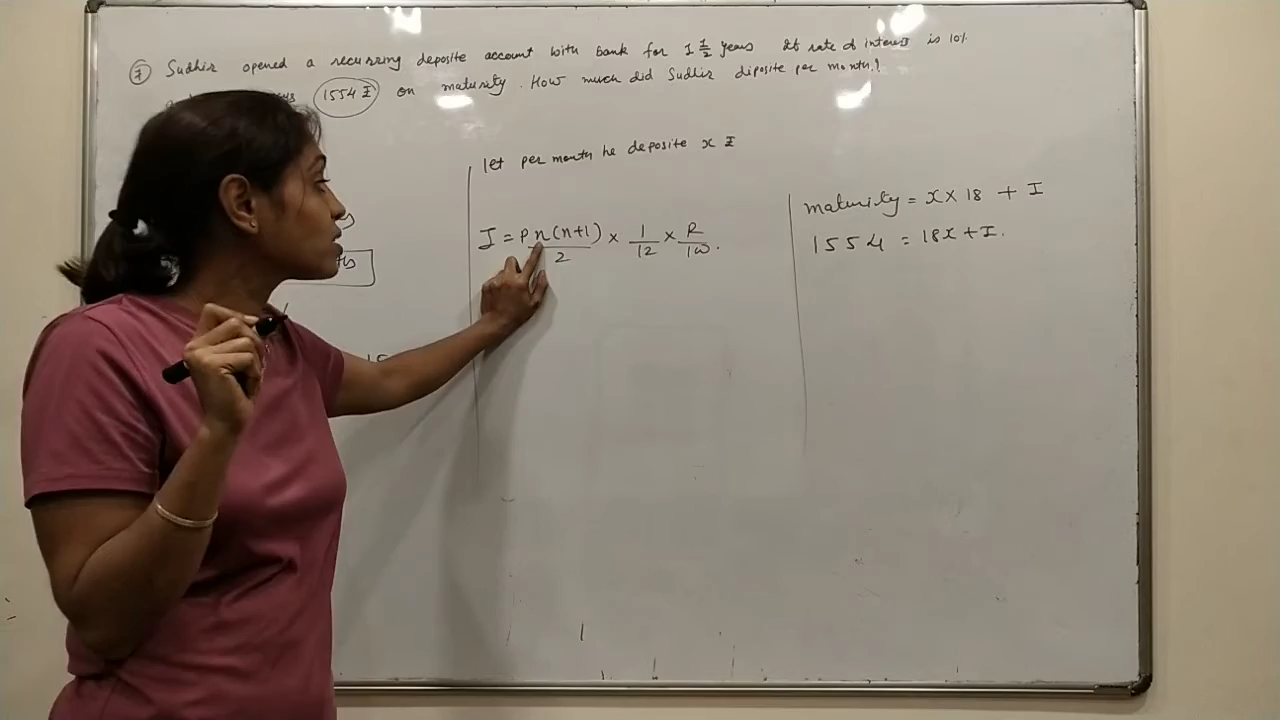 7 Sudhir opened a recurring deposite account with bank for 1 1/2 years If rate of interest is 10%
1554 ₹ on maturity. How much did Sudhir diposite per month?
let per month he deposite x ₹
I = Pn(n+1)/2 × 1/12 × R/100.
maturity = x × 18 + I
1554 = 18x + I.